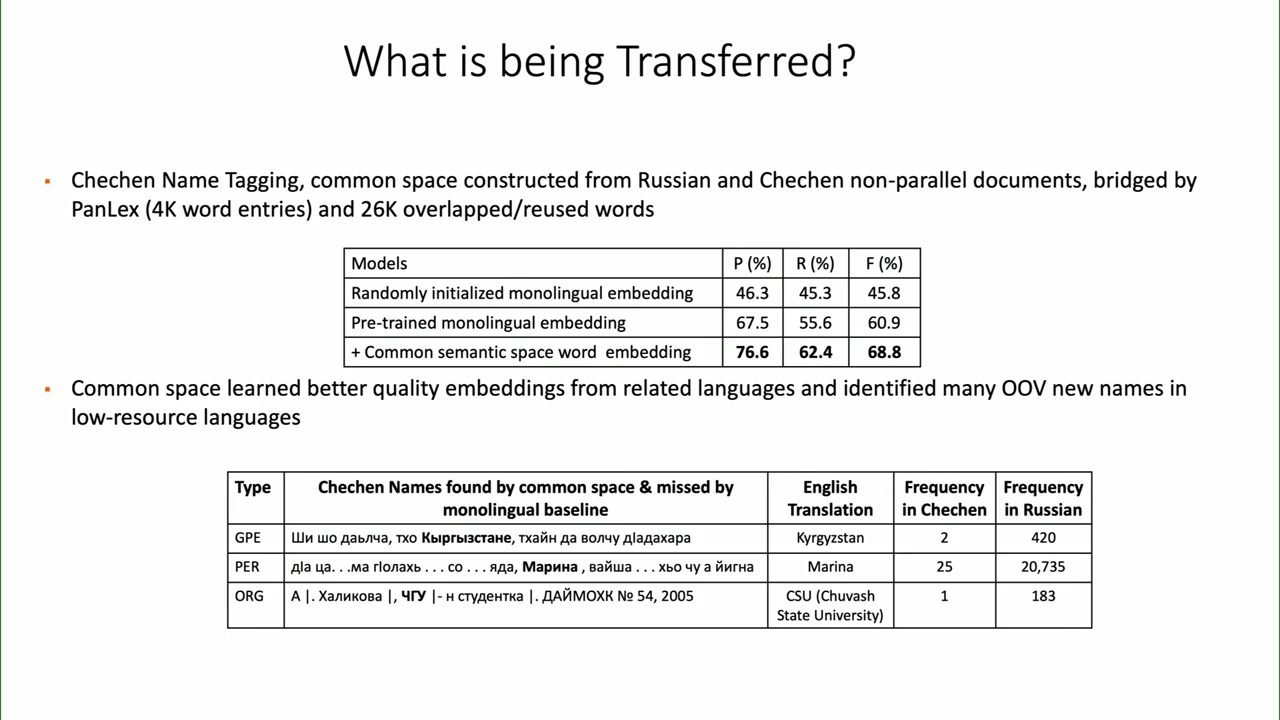 What is being Transferred?
Chechen Name Tagging, common space constructed from Russian and Chechen non-parallel documents, bridged by
PanLex (4K word entries) and 26K overlapped/reused words
Models P (%) R (%) F (%)
Randomly initialized monolingual embedding 46.3 45.3 45.8
Pre-trained monolingual embedding 67.5 55.6 60.9
+ Common semantic space word embedding 76.6 62.4 68.8
Common space learned better quality embeddings from related languages and identified many OOV new names in
low-resource languages
Type Chechen Names found by common space & missed by English Frequency Frequency
monolingual baseline Translation in Chechen in Russian
GPE Ши шо даьлча, тхо Кыргызстане, тхайн да волчу дӀадахара Kyrgyzstan 2 420
PER дӀа ца. . .ма гӀолахь . . . со . . . яда, Марина , вайша . . . хьо чу а йигна Marina 25 20,735
ORG А |. Халикова |, ЧГУ |- н студентка |. ДАЙМОХК № 54, 2005 CSU (Chuvash 1 183
State University)